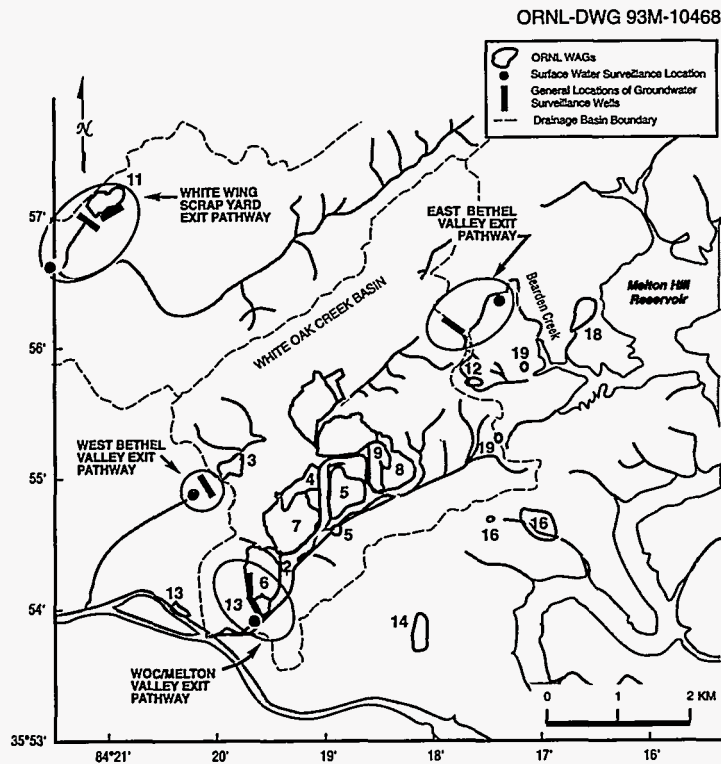 ORNL-DWG 93M-10468
ORNL WAGs
Surface Water Surveillance Location
General Locations of Groundwater
Surveillance Wells
Drainage Basin Boundary
N
11
WHITE WING
SCRAP YARD
EXIT PATHWAY
57'
EAST BETHEL
VALLEY EXIT
PATHWAY
Bearden Creek
Melton Hill
Reservoir
WHITE OAK CREEK BASIN
18
56'
12
19
WEST BETHEL
VALLEY EXIT
PATHWAY
3
9
8
19
55'
4
5
7
5
16
16
2
6
13
13
54'
14
WOC/MELTON
VALLEY EXIT
PATHWAY
0 1 2 KM
35°53'
84°21' 20' 19' 18' 17' 16'